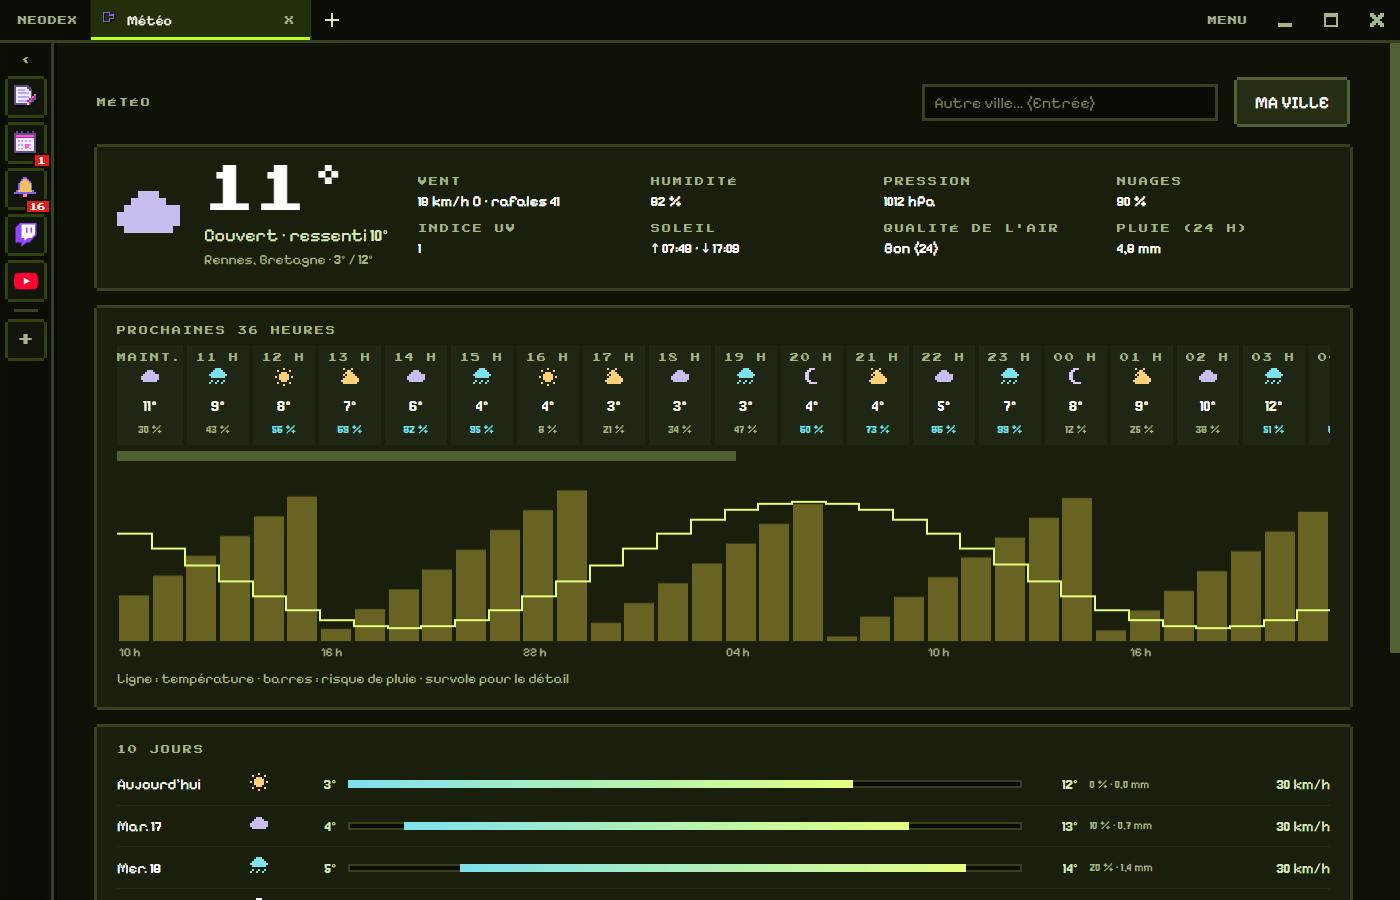 NEODEX
Météo
MENU
1
16
MÉTÉO
Autre ville... (Entrée)
MA VILLE
11°
Couvert · ressenti 10°
Rennes, Bretagne · 3° / 12°
VENT
18 km/h O · rafales 41
HUMIDITÉ
82 %
PRESSION
1012 hPa
NUAGES
90 %
INDICE UV
1
SOLEIL
↑ 07:48 · ↓ 17:09
QUALITÉ DE L'AIR
Bon (24)
PLUIE (24 H)
4,8 mm
PROCHAINES 36 HEURES
MAINT. 11 H 12 H 13 H 14 H 15 H 16 H 17 H 18 H 19 H 20 H 21 H 22 H 23 H 00 H 01 H 02 H 03 H
11° 9° 8° 7° 6° 4° 4° 3° 3° 3° 4° 4° 5° 7° 8° 9° 10° 12°
30 % 43 % 56 % 69 % 82 % 95 % 8 % 21 % 34 % 47 % 60 % 73 % 86 % 99 % 12 % 25 % 38 % 51 %
10 h 16 h 22 h 04 h 10 h 16 h
Ligne : température · barres : risque de pluie · survole pour le détail
10 JOURS
Aujourd'hui 3° 12° 0 % · 0,0 mm 30 km/h
Mar. 17 4° 13° 10 % · 0,7 mm 30 km/h
Mer. 18 5° 14° 20 % · 1,4 mm 30 km/h